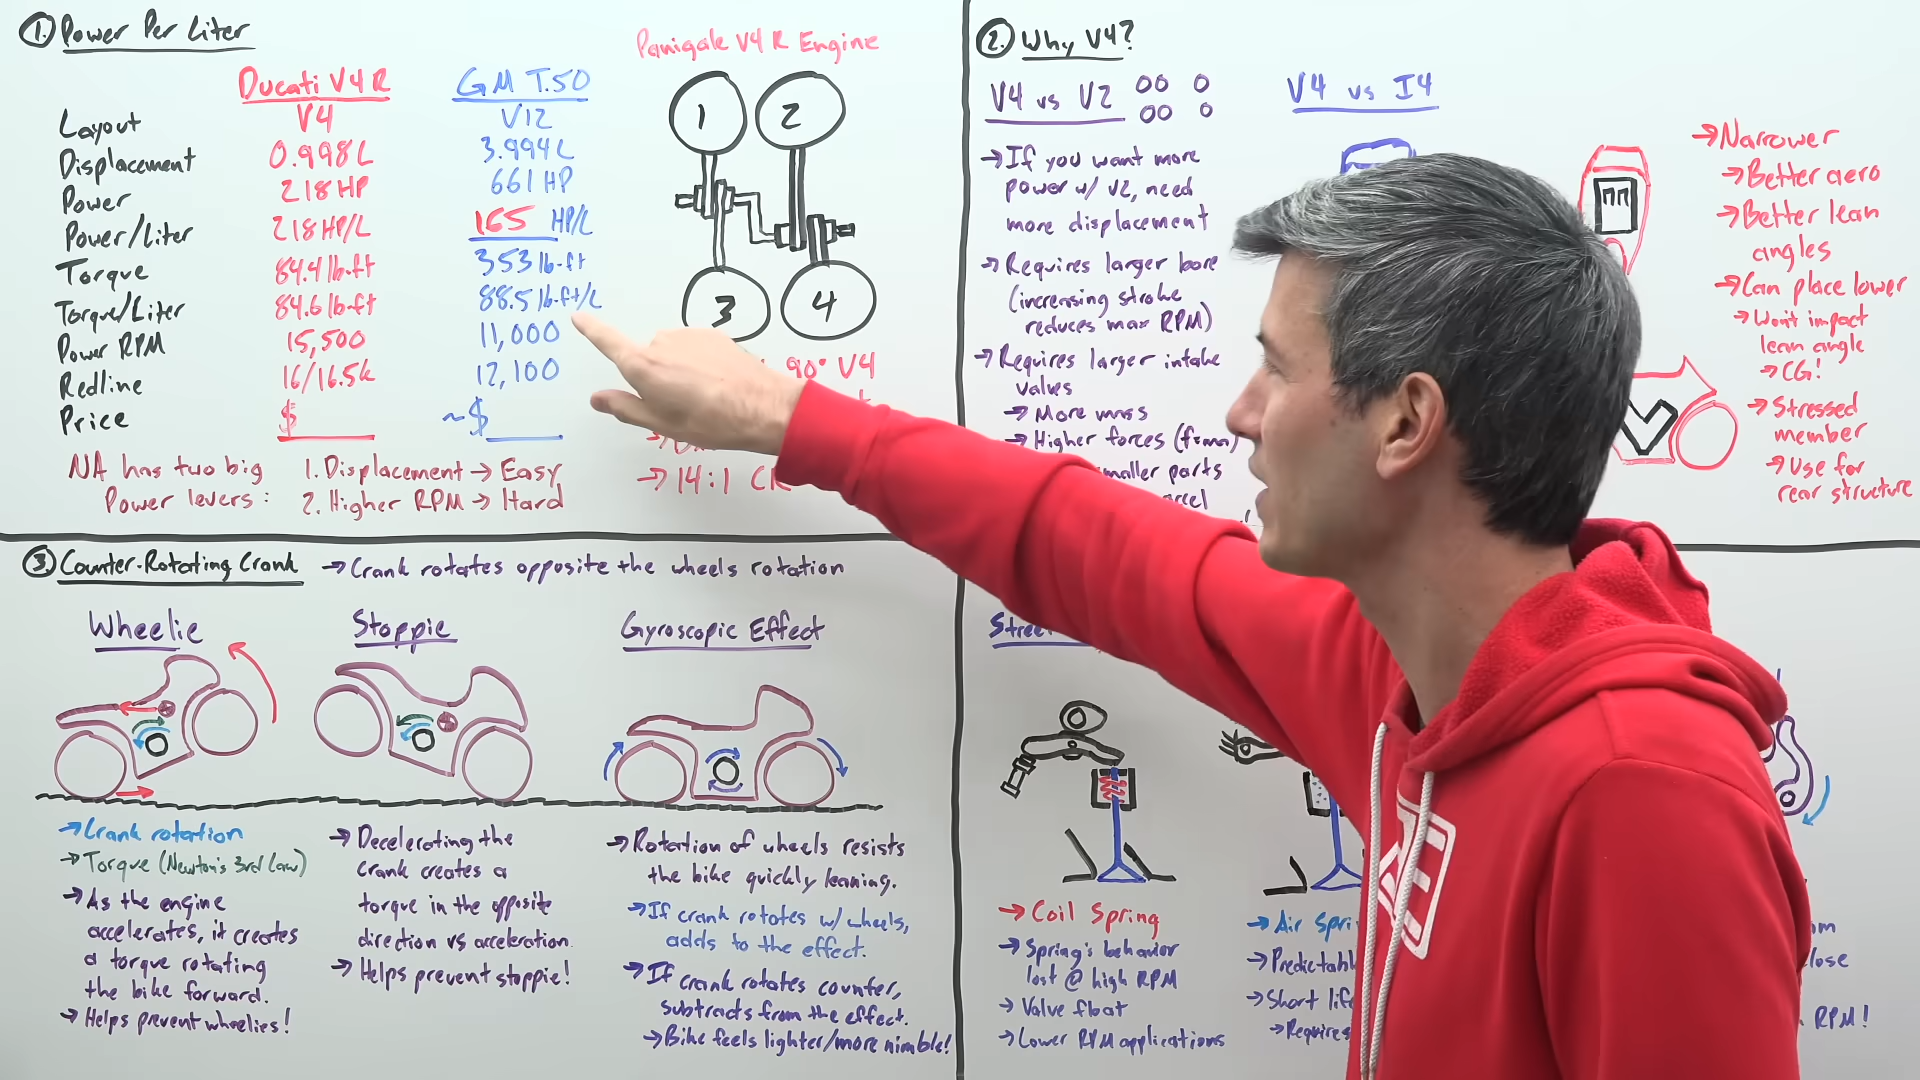 1. Power Per Liter
Ducati V4 R
GM T.50
Layout V4 V12
Displacement 0.998L 3.994L
Power 218 HP 661 HP
Power/Liter 218 HP/L 165 HP/L
Torque 84.4 lb-ft 353 lb-ft
Torque/Liter 84.6 lb-ft 88.5 lb-ft/L
Power RPM 15,500 11,000
Redline 16/16.5k 12,100
Price $ ~$
NA has two big
Power levers:
1. Displacement → Easy
2. Higher RPM → Hard
Panigale V4 R Engine
1
2
3
4
90° V4
→ 14:1
2. Why V4?
V4 vs V2
→ If you want more
power w/ V2, need
more displacement
→ Requires larger bore
(increasing stroke
reduces max RPM)
→ Requires larger intake
valves
→ More mass
→ Higher forces (f=ma)
smaller parts
V4 vs I4
→ Narrower
→ Better aero
→ Better lean
angles
→ Can place lower
→ Won't impact
lean angle
→ CG!
→ Stressed
member
→ Use for
rear structure
3. Counter-Rotating Crank → Crank rotates opposite the wheels rotation
Wheelie
→ Crank rotation
→ Torque (Newton's 3rd Law)
→ As the engine
accelerates, it creates
a torque rotating
the bike forward.
→ Helps prevent wheelies!
Stoppie
→ Decelerating the
crank creates a
torque in the opposite
direction vs acceleration.
→ Helps prevent stoppie!
Gyroscopic Effect
→ Rotation of wheels resists
the bike quickly leaning.
→ If crank rotates w/ wheels,
adds to the effect.
→ If crank rotates counter,
subtracts from the effect.
→ Bike feels lighter/more nimble!
Street
→ Coil Spring
→ Spring's behavior
lost @ high RPM
→ Valve float
→ Lower RPM applications
→ Air Spri
→ Predictabl
→ Short lif
→ Requires
RPM!